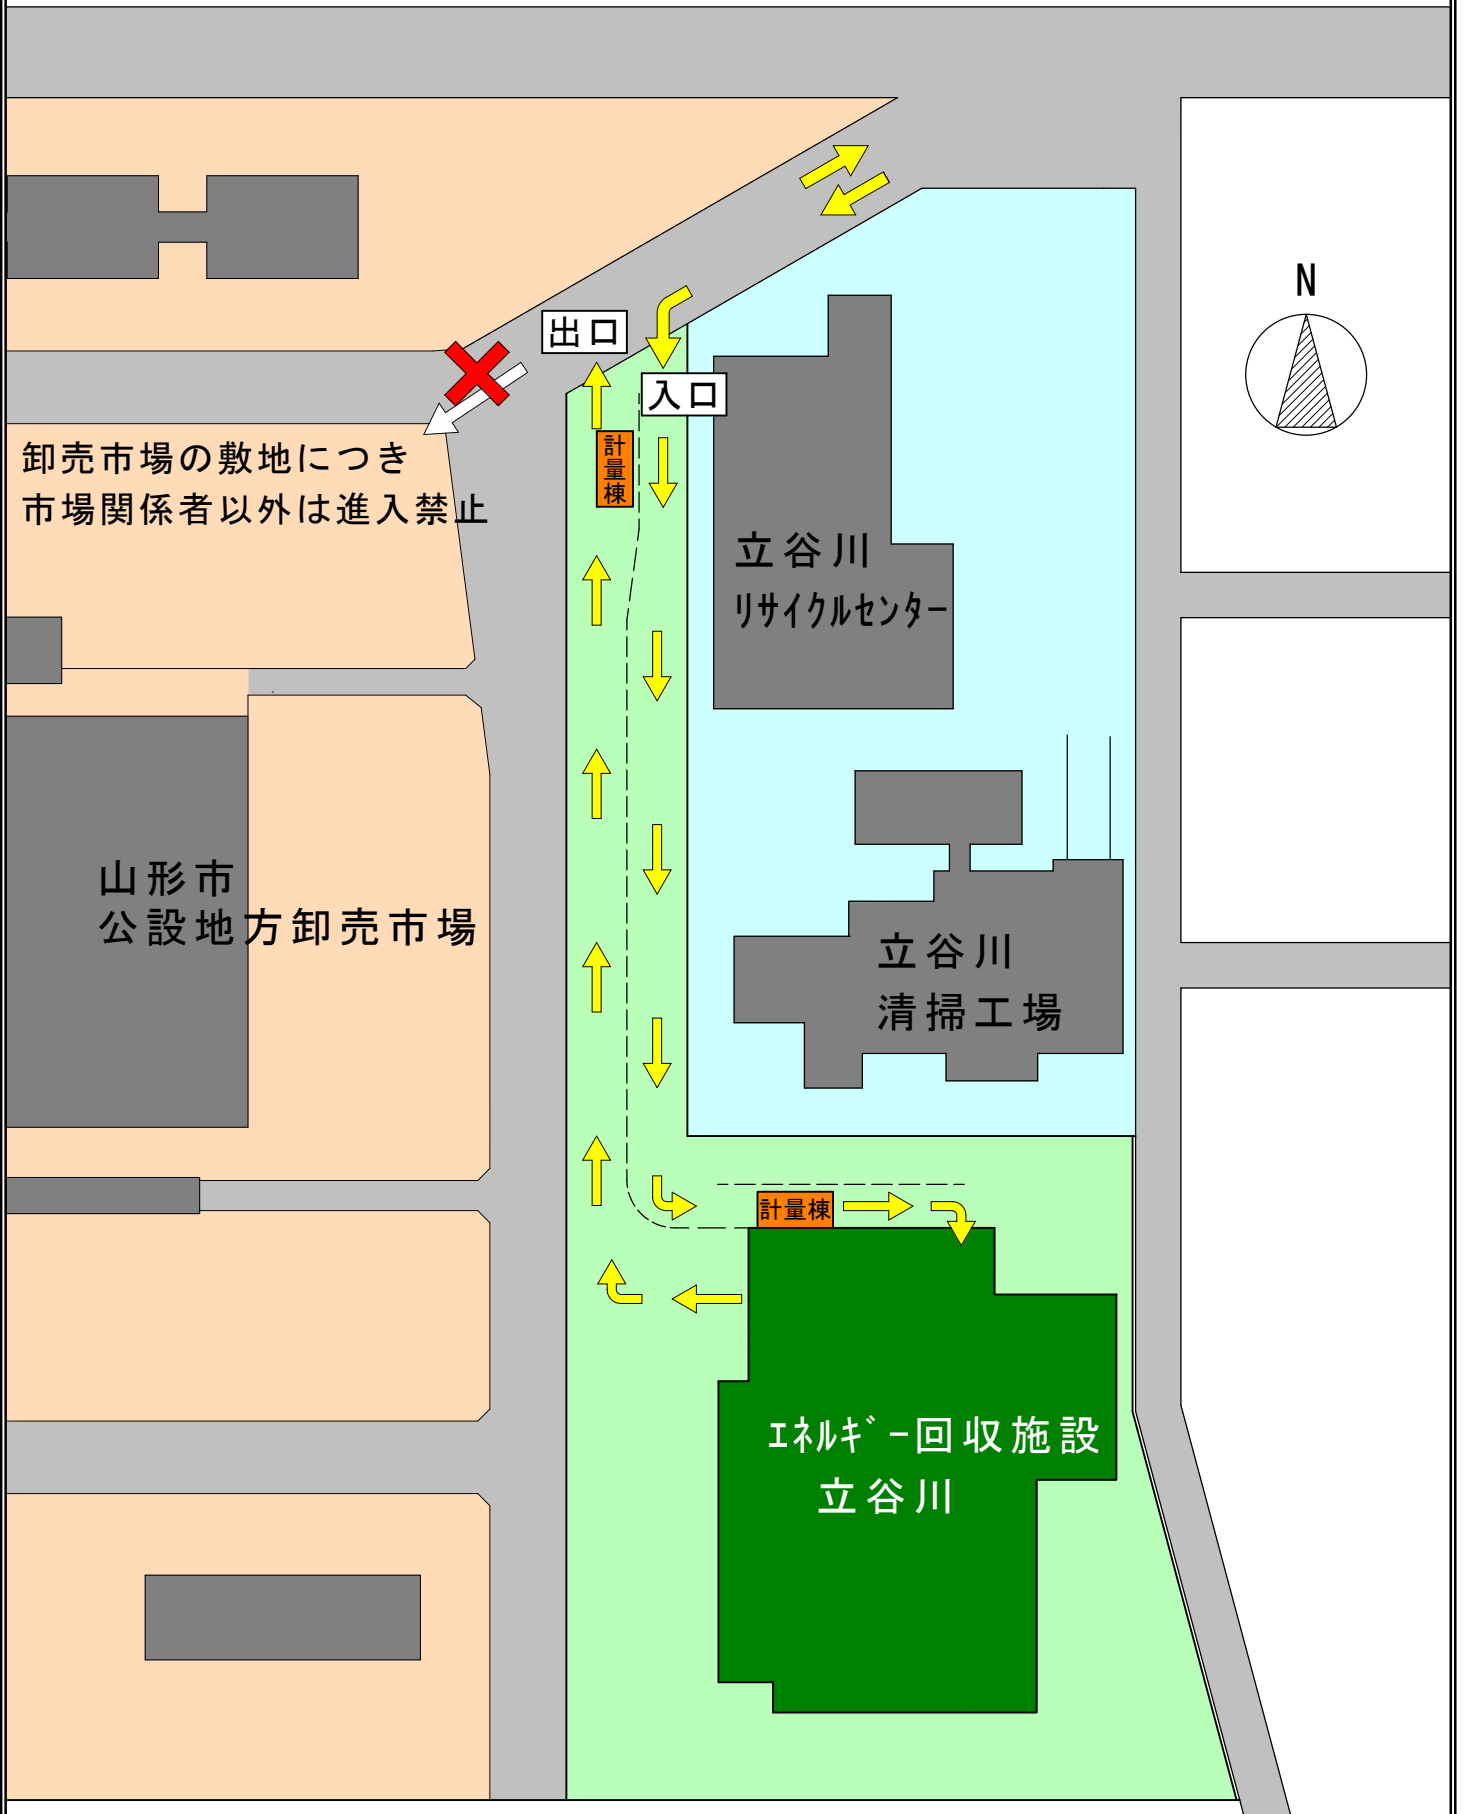 N
出口
入口
卸売市場の敷地につき
市場関係者以外は進入禁止
計量棟
立谷川
ﾘｻｲｸﾙｾﾝﾀｰ
山形市
公設地方卸売市場
立谷川
清掃工場
計量棟
ｴﾈﾙｷﾞｰ回収施設
立谷川